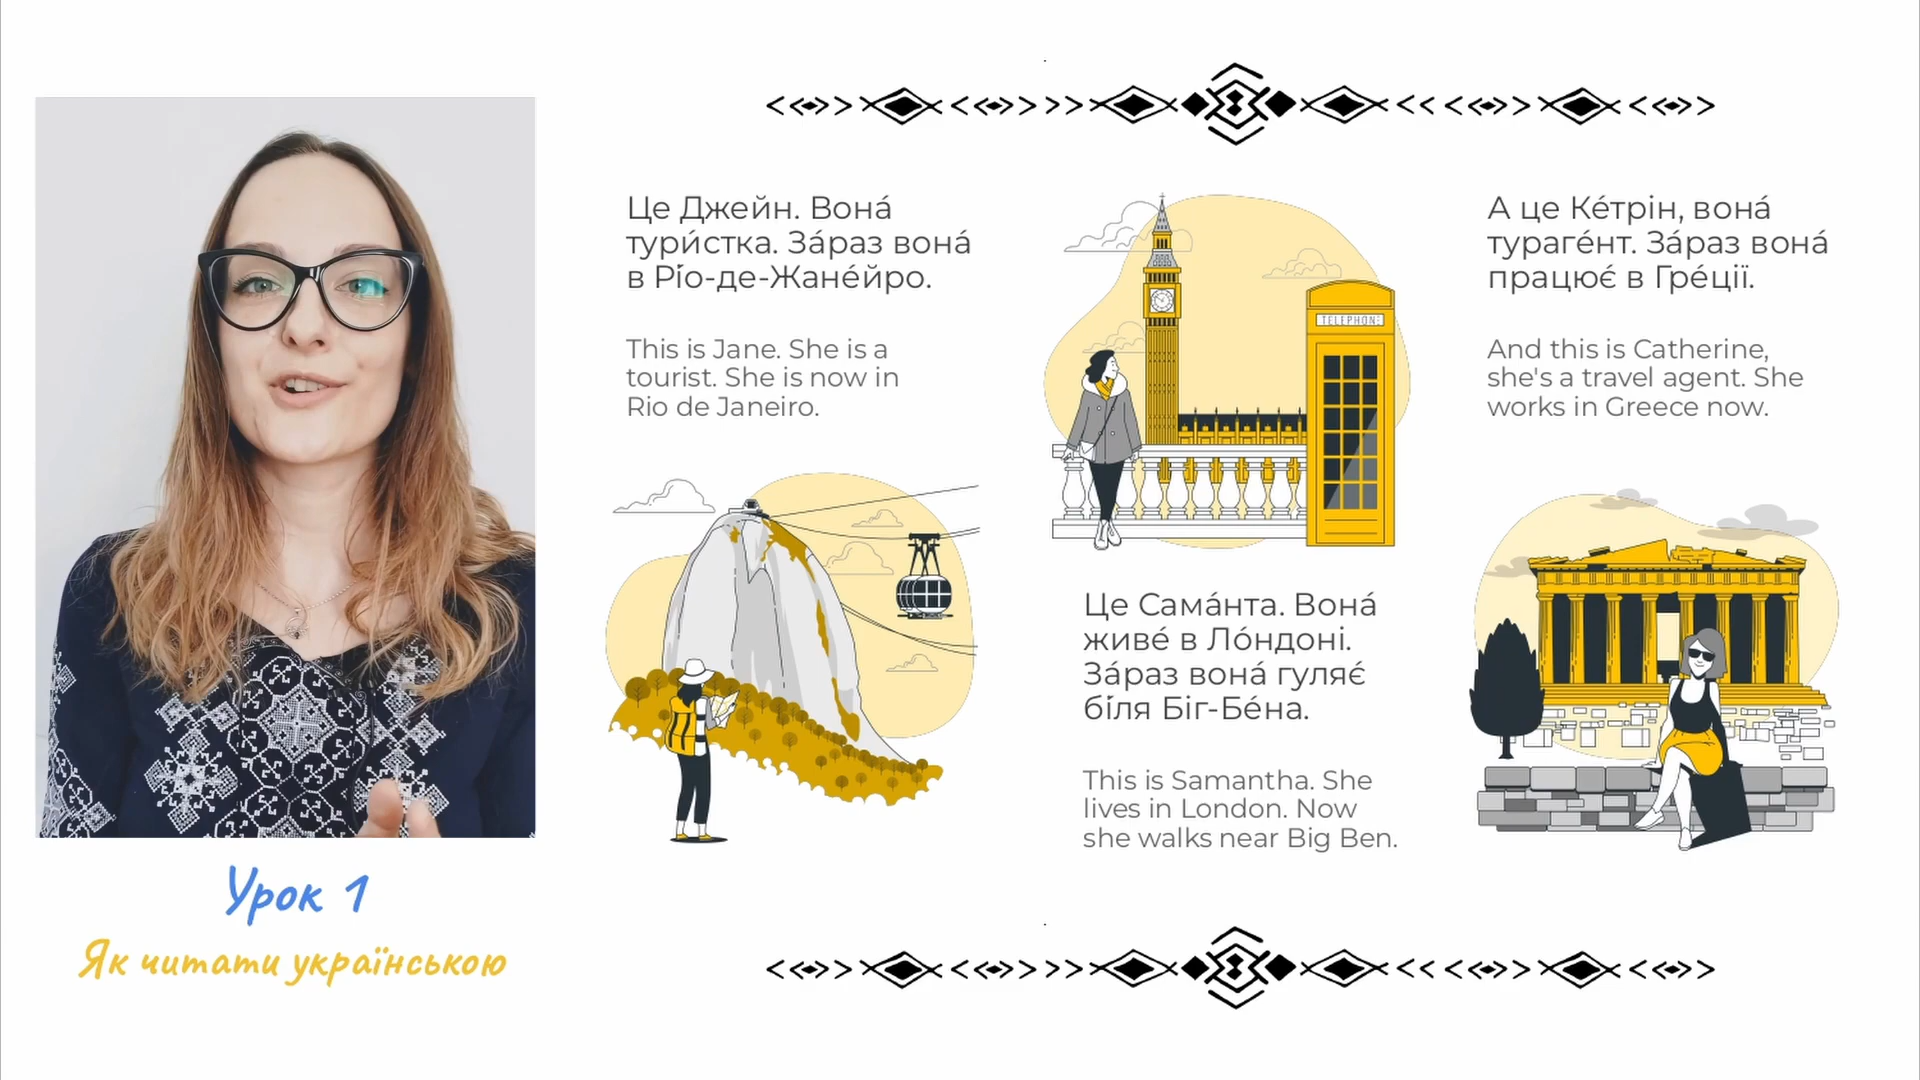 Це Джейн. Вона́
тури́стка. За́раз вона́
в Рі́о-де-Жане́йро.
This is Jane. She is a
tourist. She is now in
Rio de Janeiro.
TELEPHONE
Це Сама́нта. Вона́
живе́ в Ло́ндоні.
За́раз вона́ гуляє́
бі́ля Біг-Бе́на.
This is Samantha. She
lives in London. Now
she walks near Big Ben.
А це Ке́трін, вона́
тураге́нт. За́раз вона́
працює́ в Гре́ції.
And this is Catherine,
she's a travel agent. She
works in Greece now.
Урок 1
Як читати українською